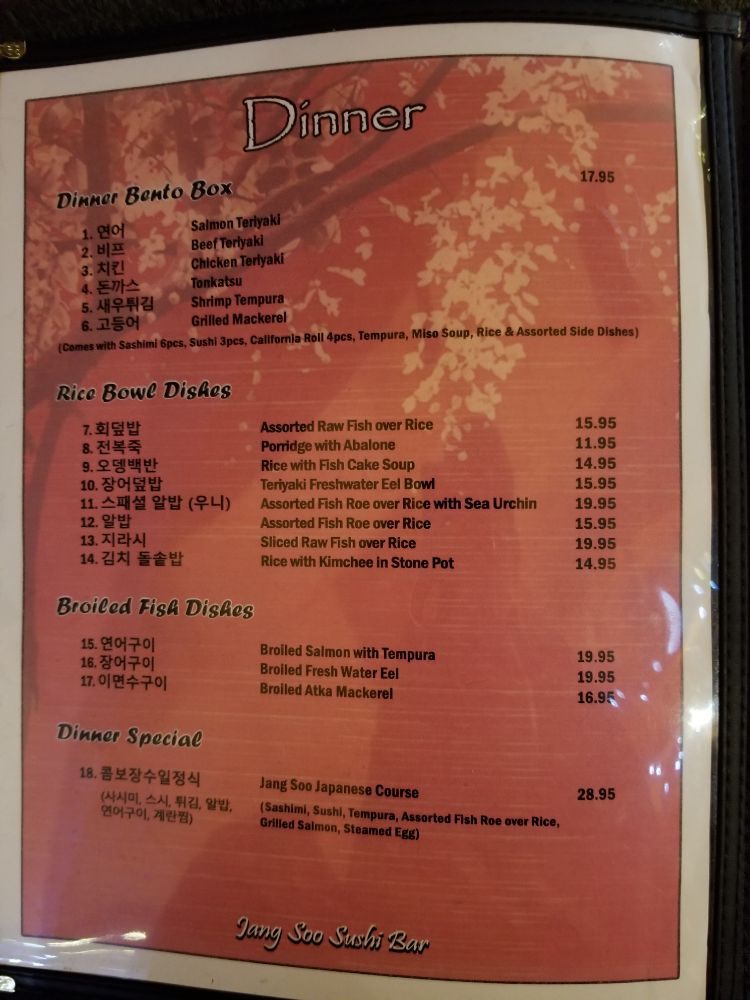 Dinner
Dinner Bento Box 17.95
1. 연어 Salmon Teriyaki
2. 비프 Beef Teriyaki
3. 치킨 Chicken Teriyaki
4. 돈까스 Tonkatsu
5. 새우튀김 Shrimp Tempura
6. 고등어 Grilled Mackerel
(Comes with Sashimi 6pcs, Sushi 3pcs, California Roll 4pcs, Tempura, Miso Soup, Rice & Assorted Side Dishes)
Rice Bowl Dishes
7. 회덮밥 Assorted Raw Fish over Rice 15.95
8. 전복죽 Porridge with Abalone 11.95
9. 오뎅백반 Rice with Fish Cake Soup 14.95
10. 장어덮밥 Teriyaki Freshwater Eel Bowl 15.95
11. 스패셜 알밥 (우니) Assorted Fish Roe over Rice with Sea Urchin 19.95
12. 알밥 Assorted Fish Roe over Rice 15.95
13. 지라시 Sliced Raw Fish over Rice 19.95
14. 김치 돌솥밥 Rice with Kimchee in Stone Pot 14.95
Broiled Fish Dishes
15. 연어구이 Broiled Salmon with Tempura 19.95
16. 장어구이 Broiled Fresh Water Eel 19.95
17. 이면수구이 Broiled Atka Mackerel 16.95
Dinner Special
18. 콤보장수일정식 Jang Soo Japanese Course 28.95
(사시미, 스시, 튀김, 알밥, (Sashimi, Sushi, Tempura, Assorted Fish Roe over Rice,
연어구이, 계란찜) Grilled Salmon, Steamed Egg)
Jang Soo Sushi Bar